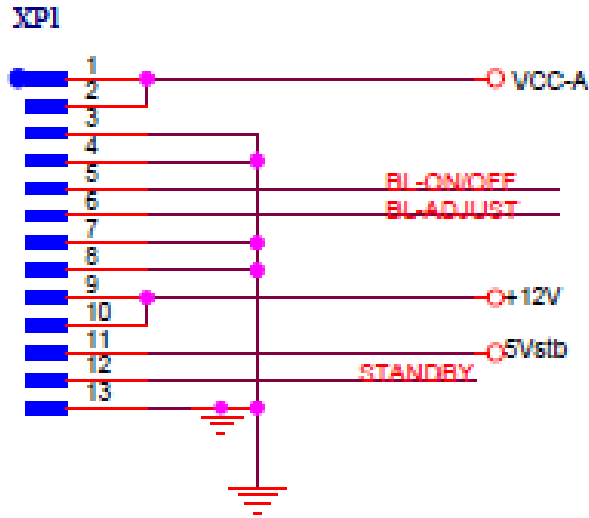 XP1
1
VCC-A
2
3
4
5
BL-ON/OFF
6
BL-ADJUST
7
8
9
+12V
10
11
5Vstb
12
STANDBY
13